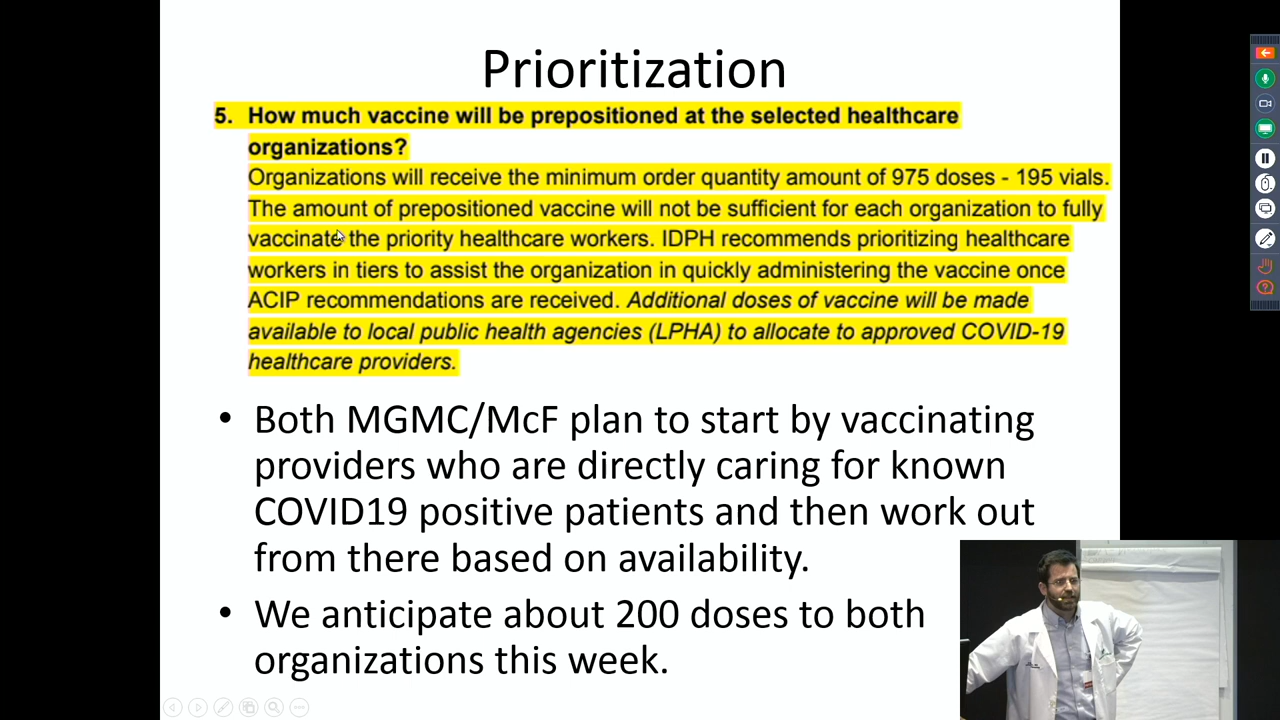 Prioritization
5. How much vaccine will be prepositioned at the selected healthcare
organizations?
Organizations will receive the minimum order quantity amount of 975 doses - 195 vials.
The amount of prepositioned vaccine will not be sufficient for each organization to fully
vaccinate the priority healthcare workers. IDPH recommends prioritizing healthcare
workers in tiers to assist the organization in quickly administering the vaccine once
ACIP recommendations are received. Additional doses of vaccine will be made
available to local public health agencies (LPHA) to allocate to approved COVID-19
healthcare providers.
• Both MGMC/McF plan to start by vaccinating
providers who are directly caring for known
COVID19 positive patients and then work out
from there based on availability.
• We anticipate about 200 doses to both
organizations this week.